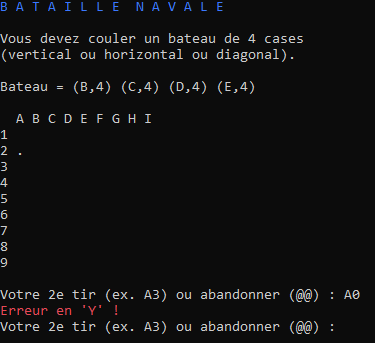 B A T A I L L E  N A V A L E
Vous devez couler un bateau de 4 cases
(vertical ou horizontal ou diagonal).
Bateau = (B,4) (C,4) (D,4) (E,4)
A B C D E F G H I
1
2 .
3
4
5
6
7
8
9
Votre 2e tir (ex. A3) ou abandonner (@@) : A0
Erreur en 'Y' !
Votre 2e tir (ex. A3) ou abandonner (@@) :